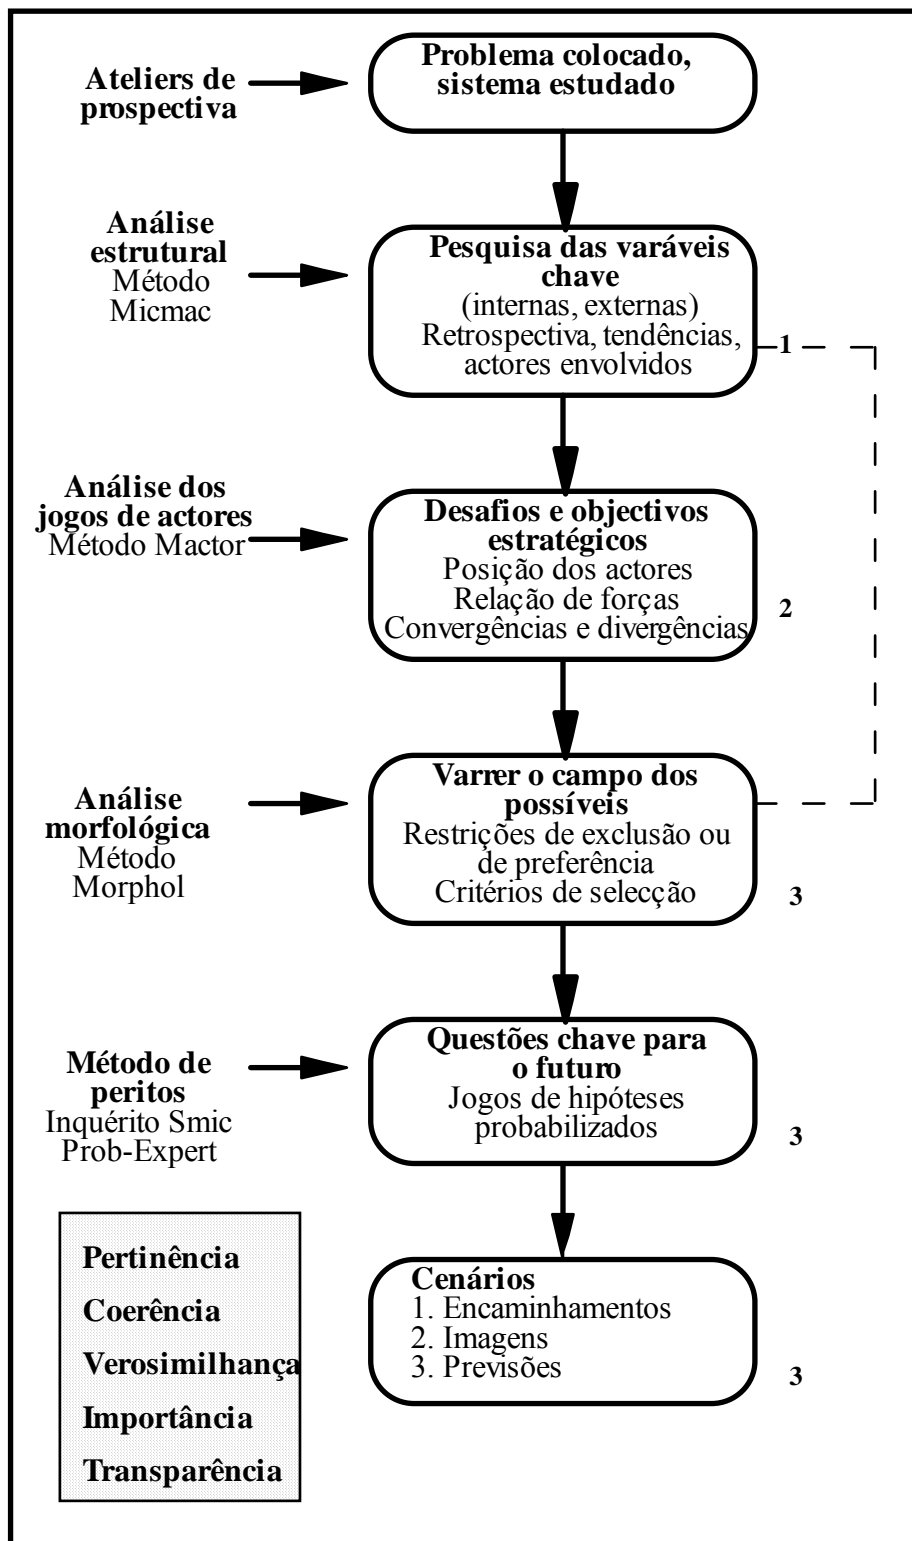 Ateliers de
prospectiva
Problema colocado,
sistema estudado
Análise
estrutural
Método
Micmac
Pesquisa das varáveis
chave
(internas, externas)
Retrospectiva, tendências,
actores envolvidos
1
Análise dos
jogos de actores
Método Mactor
Desafios e objectivos
estratégicos
Posição dos actores
Relação de forças
Convergências e divergências
2
Análise
morfológica
Método
Morphol
Varrer o campo dos
possíveis
Restrições de exclusão ou
de preferência
Critérios de selecção
3
Método de
peritos
Inquérito Smic
Prob-Expert
Questões chave para
o futuro
Jogos de hipóteses
probabilizados
3
Pertinência
Coerência
Verosimilhança
Importância
Transparência
Cenários
1. Encaminhamentos
2. Imagens
3. Previsões
3